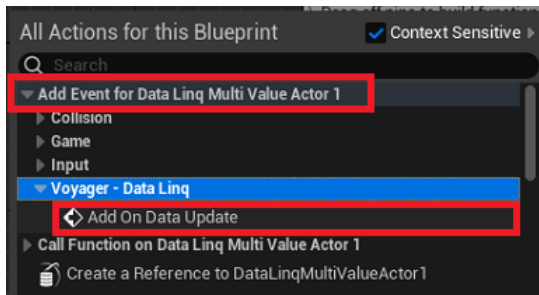 All Actions for this Blueprint
Context Sensitive
Search
Add Event for Data Linq Multi Value Actor 1
Collision
Game
Input
Voyager - Data Linq
Add On Data Update
Call Function on Data Linq Multi Value Actor 1
Create a Reference to DataLinqMultiValueActor1